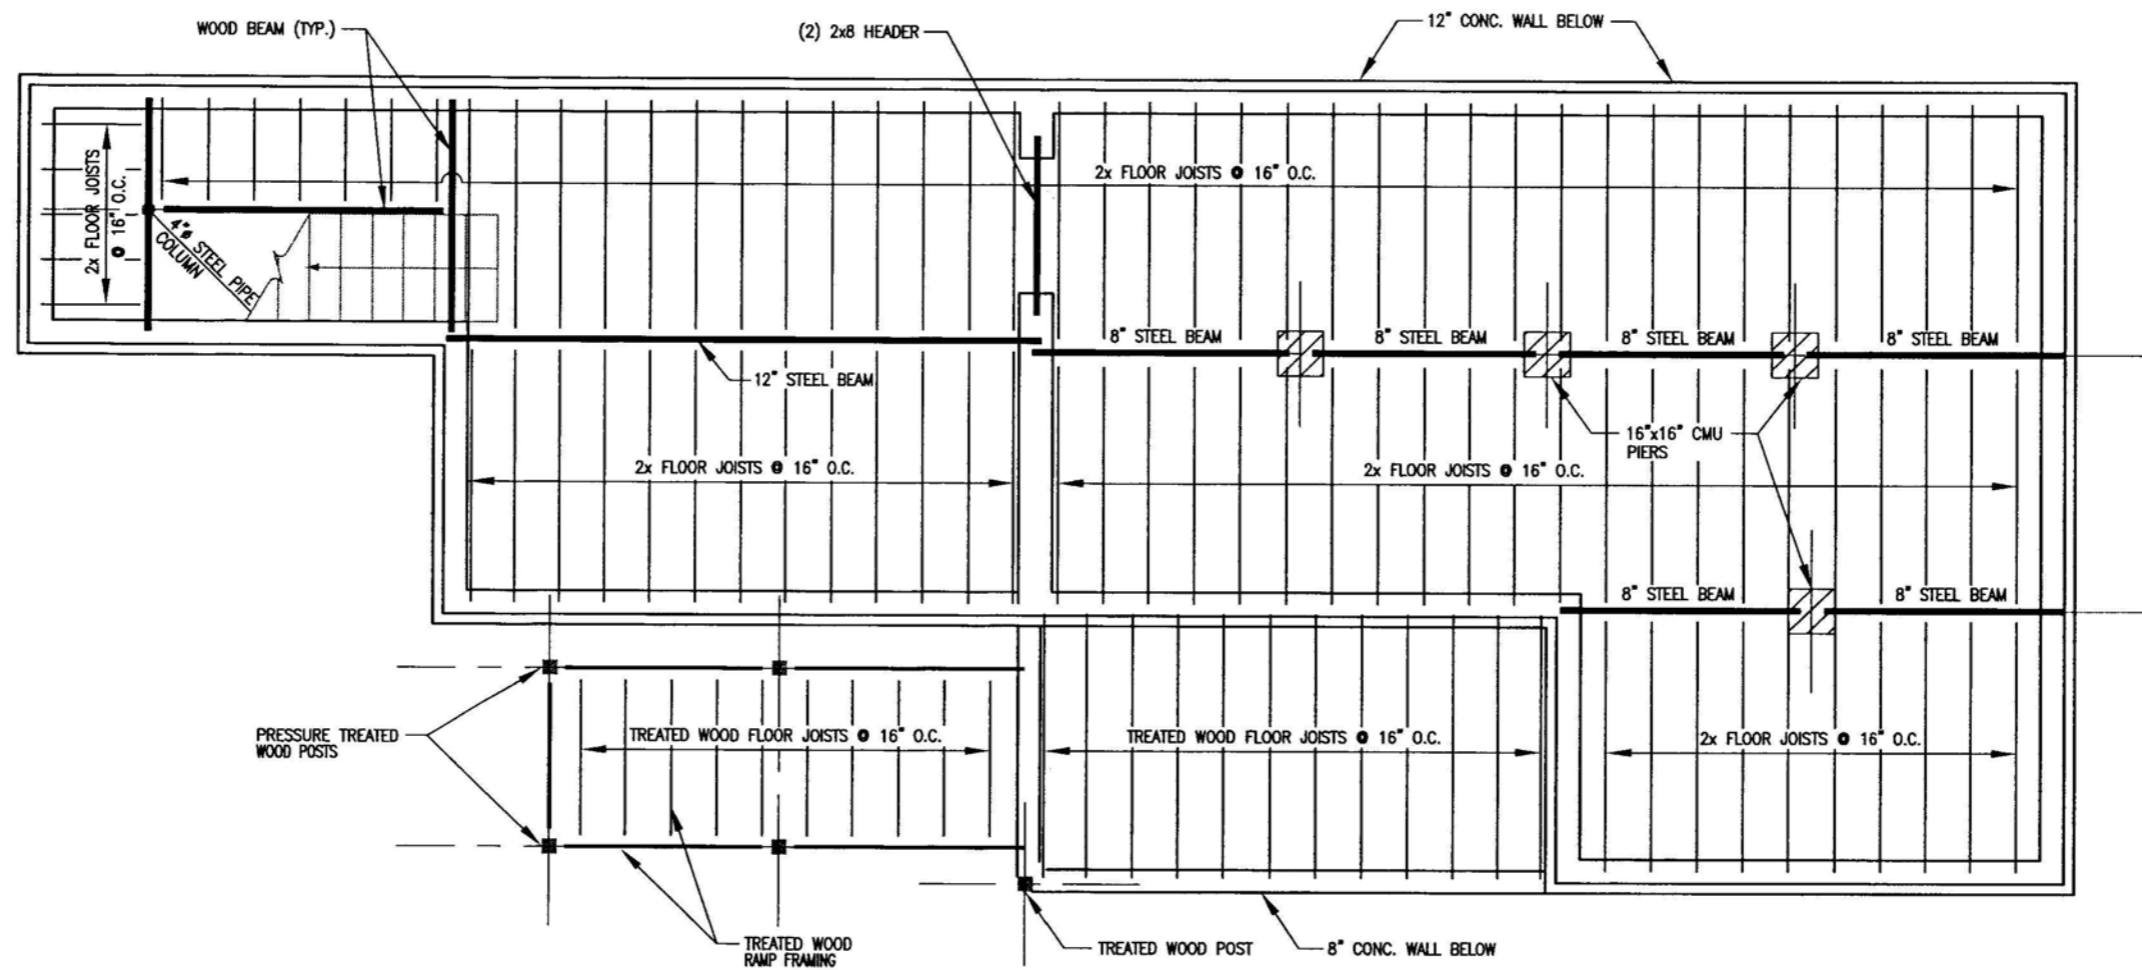 WOOD BEAM (TYP.)
(2) 2x8 HEADER
12" CONC. WALL BELOW
2x FLOOR JOISTS
@ 16" O.C.
2x FLOOR JOISTS @ 16" O.C.
4"ø STEEL PIPE
COLUMN
8" STEEL BEAM
8" STEEL BEAM
8" STEEL BEAM
8" STEEL BEAM
12" STEEL BEAM
16"x16" CMU
PIERS
2x FLOOR JOISTS @ 16" O.C.
2x FLOOR JOISTS @ 16" O.C.
8" STEEL BEAM
8" STEEL BEAM
PRESSURE TREATED
WOOD POSTS
TREATED WOOD FLOOR JOISTS @ 16" O.C.
TREATED WOOD FLOOR JOISTS @ 16" O.C.
2x FLOOR JOISTS @ 16" O.C.
TREATED WOOD
RAMP FRAMING
TREATED WOOD POST
8" CONC. WALL BELOW